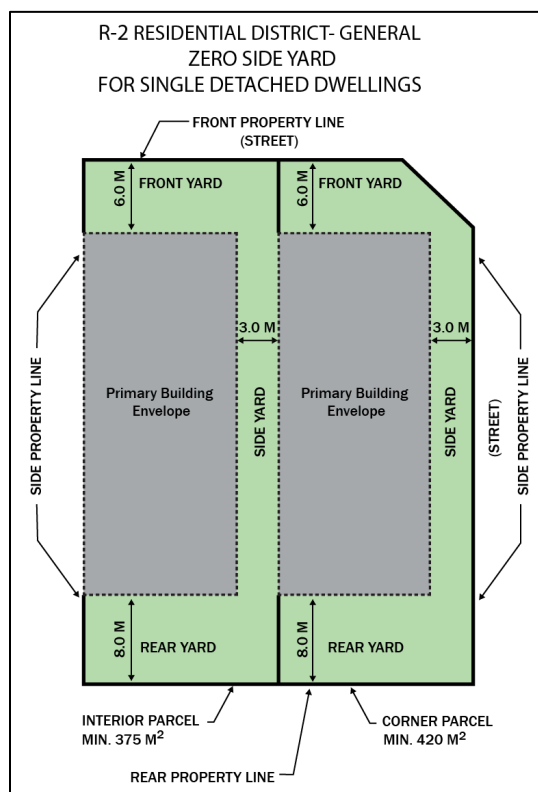 R-2 RESIDENTIAL DISTRICT- GENERAL
ZERO SIDE YARD
FOR SINGLE DETACHED DWELLINGS
FRONT PROPERTY LINE
(STREET)
6.0 M
FRONT YARD
6.0 M
FRONT YARD
SIDE PROPERTY LINE
Primary Building
Envelope
3.0 M
SIDE YARD
Primary Building
Envelope
3.0 M
SIDE YARD
(STREET)
SIDE PROPERTY LINE
8.0 M
REAR YARD
8.0 M
REAR YARD
INTERIOR PARCEL
MIN. 375 M²
CORNER PARCEL
MIN. 420 M²
REAR PROPERTY LINE